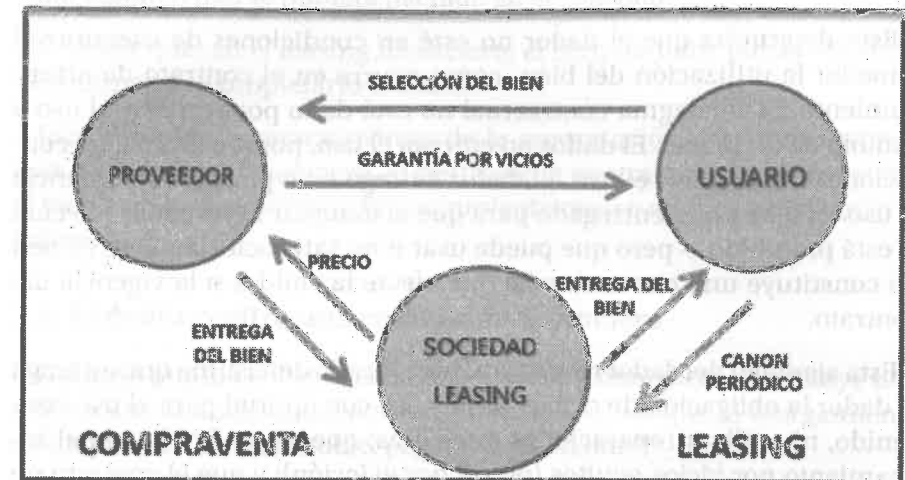 SELECCIÓN DEL BIEN
PROVEEDOR
GARANTÍA POR VICIOS
USUARIO
PRECIO
ENTREGA DEL
BIEN
ENTREGA
DEL BIEN
SOCIEDAD
LEASING
CANON
PERIÓDICO
COMPRAVENTA
LEASING